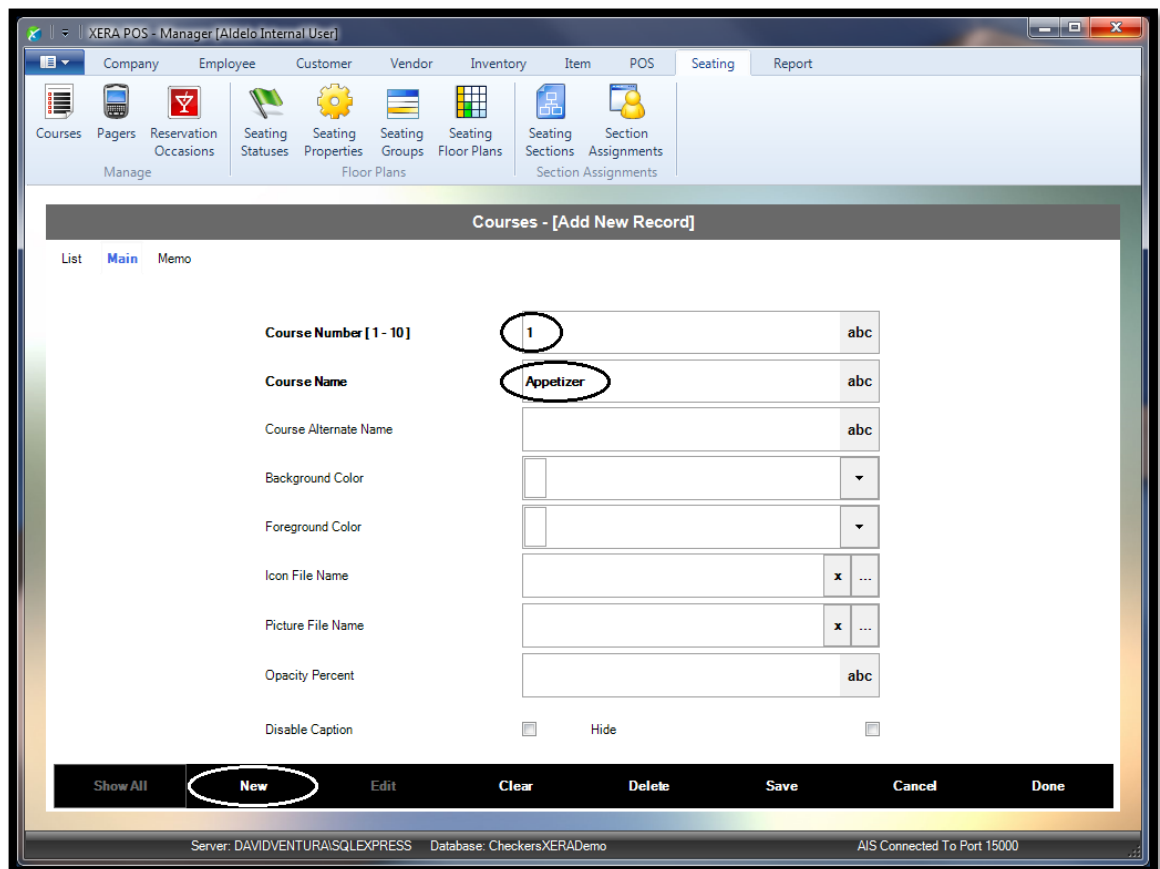 XERA POS - Manager [Aldelo Internal User]
Company Employee Customer Vendor Inventory Item POS Seating Report
Courses Pagers Reservation Occasions Seating Statuses Seating Properties Seating Groups Seating Floor Plans Seating Sections Section Assignments
Manage Floor Plans Section Assignments
Courses - [Add New Record]
List Main Memo
Course Number [ 1 - 10 ] 1 abc
Course Name Appetizer abc
Course Alternate Name abc
Background Color
Foreground Color
Icon File Name x ...
Picture File Name x ...
Opacity Percent abc
Disable Caption Hide
Show All New Edit Clear Delete Save Cancel Done
Server: DAVIDVENTURA\SQLEXPRESS Database: CheckersXERADemo AIS Connected To Port 15000